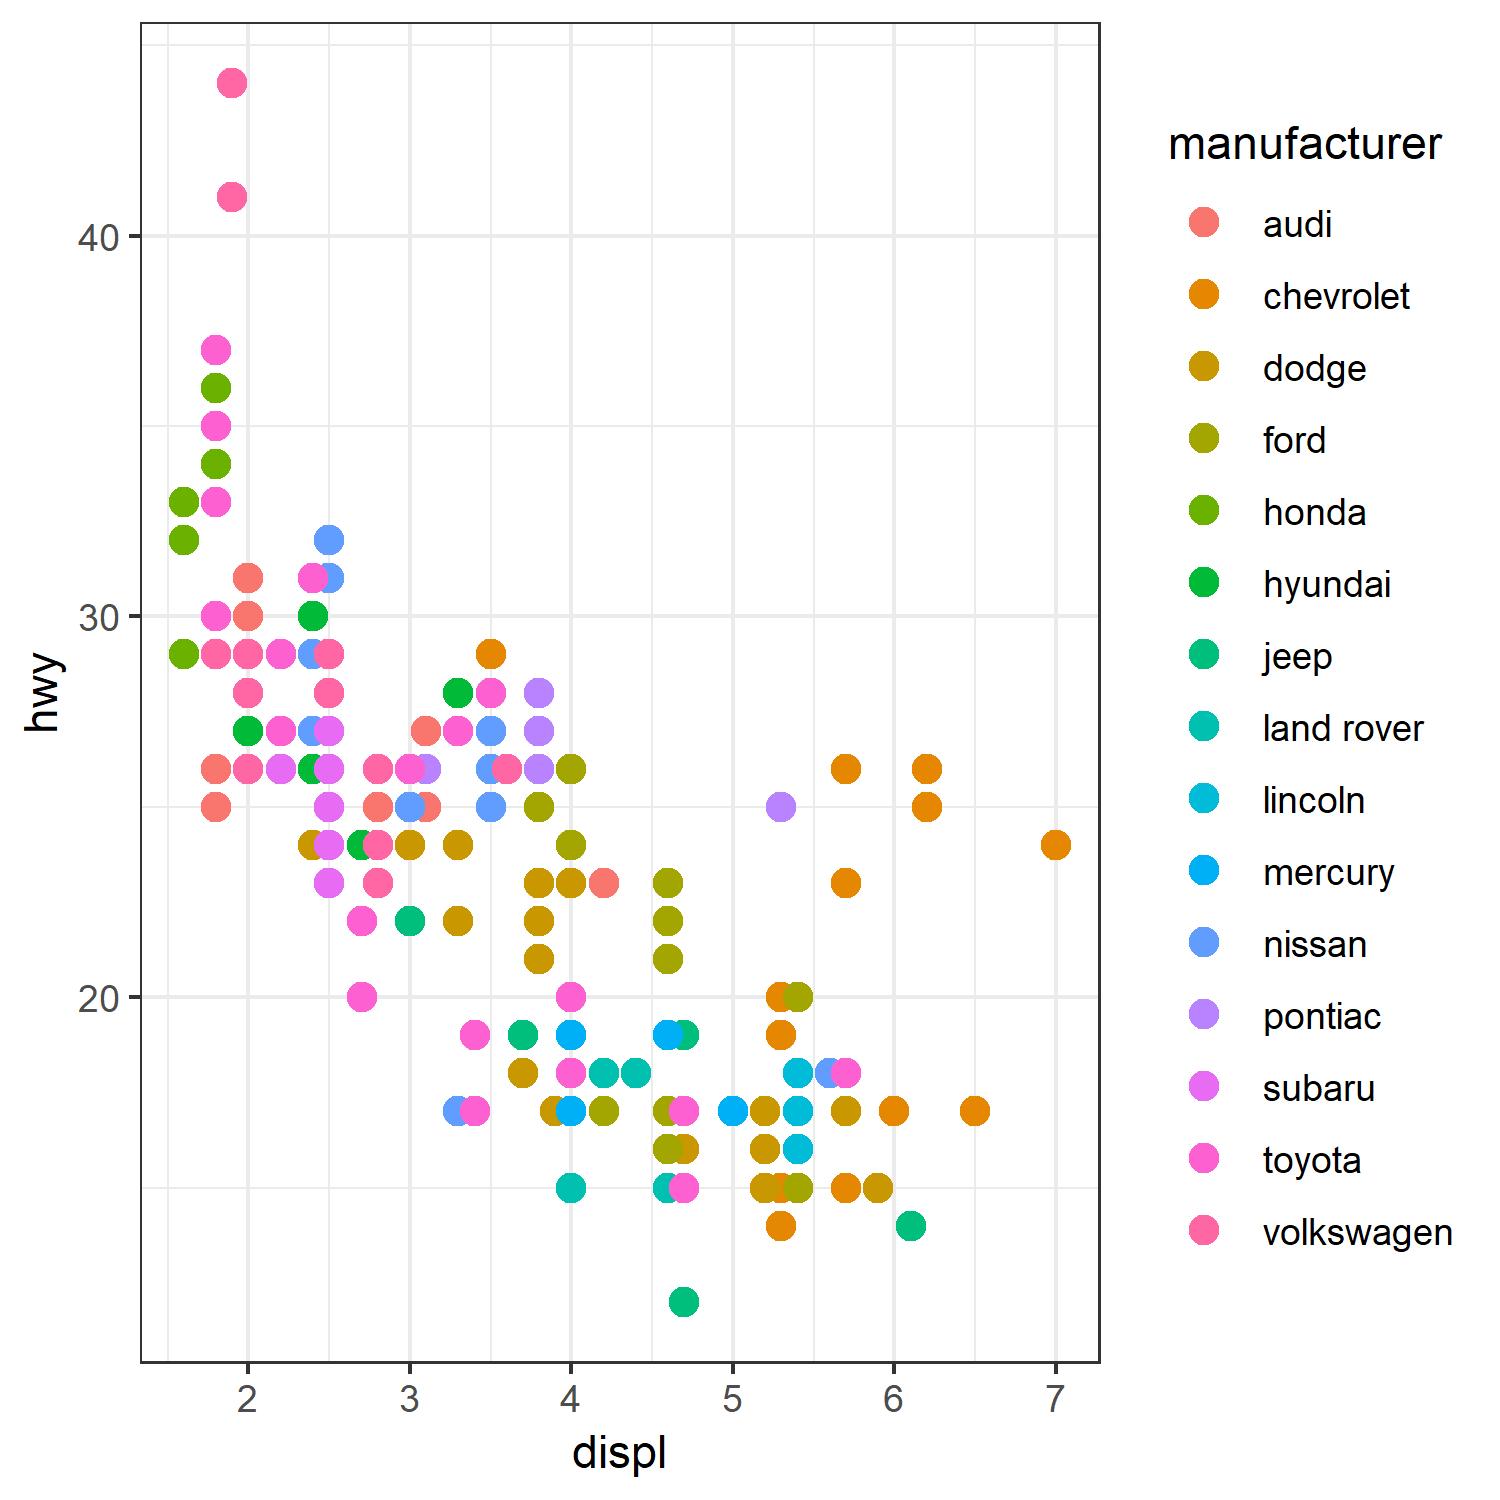 hwy
40
30
20
2 3 4 5 6 7
displ
manufacturer
audi
chevrolet
dodge
ford
honda
hyundai
jeep
land rover
lincoln
mercury
nissan
pontiac
subaru
toyota
volkswagen